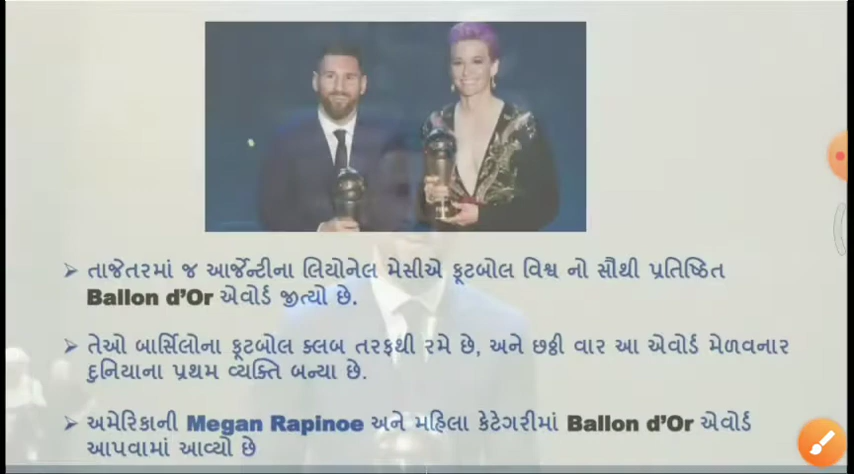 ➢ તાજેતરમાં જ આર્જેન્ટીના લિયોનેલ મેસીએ ફૂટબોલ વિશ્વ નો સૌથી પ્રતિષ્ઠિત
Ballon d'Or એવોર્ડ જીત્યો છે.
➢ તેઓ બાર્સિલોના ફૂટબોલ ક્લબ તરફથી રમે છે, અને છઠ્ઠી વાર આ એવોર્ડ મેળવનાર
દુનિયાના પ્રથમ વ્યક્તિ બન્યા છે.
➢ અમેરિકાની Megan Rapinoe અને મહિલા કેટેગરીમાં Ballon d'Or એવોર્ડ
આપવામાં આવ્યો છે